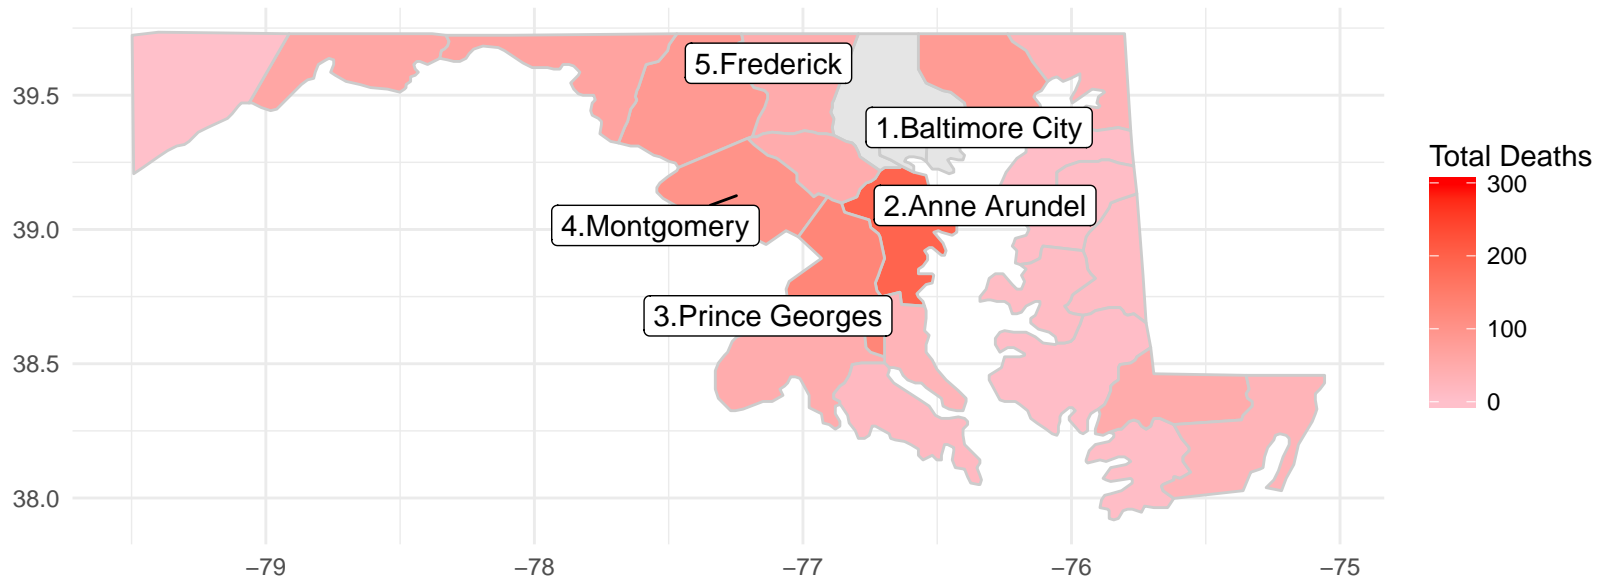 5.Frederick
39.5
1.Baltimore City
Total Deaths
300
2.Anne Arundel
4.Montgomery
39.0
200
3.Prince Georges
100
38.5
0
38.0
−79
−78
−77
−76
−75